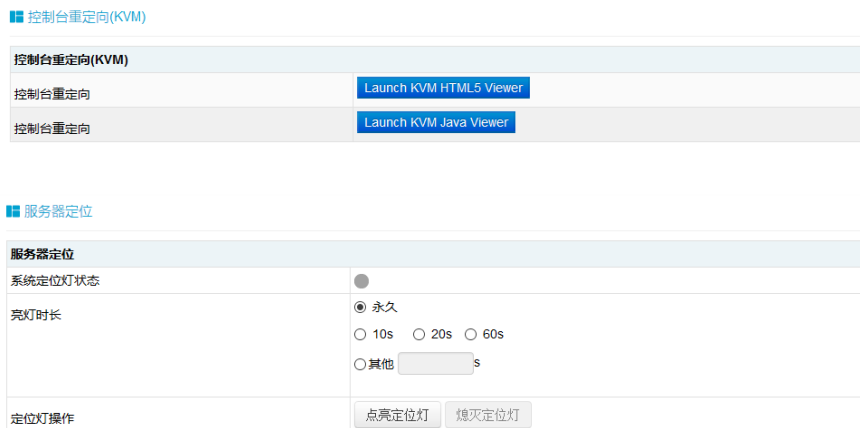 控制台重定向(KVM)
控制台重定向(KVM)
控制台重定向 Launch KVM HTML5 Viewer
控制台重定向 Launch KVM Java Viewer
服务器定位
服务器定位
系统定位灯状态
亮灯时长 永久
10s 20s 60s
其他 s
定位灯操作 点亮定位灯 熄灭定位灯